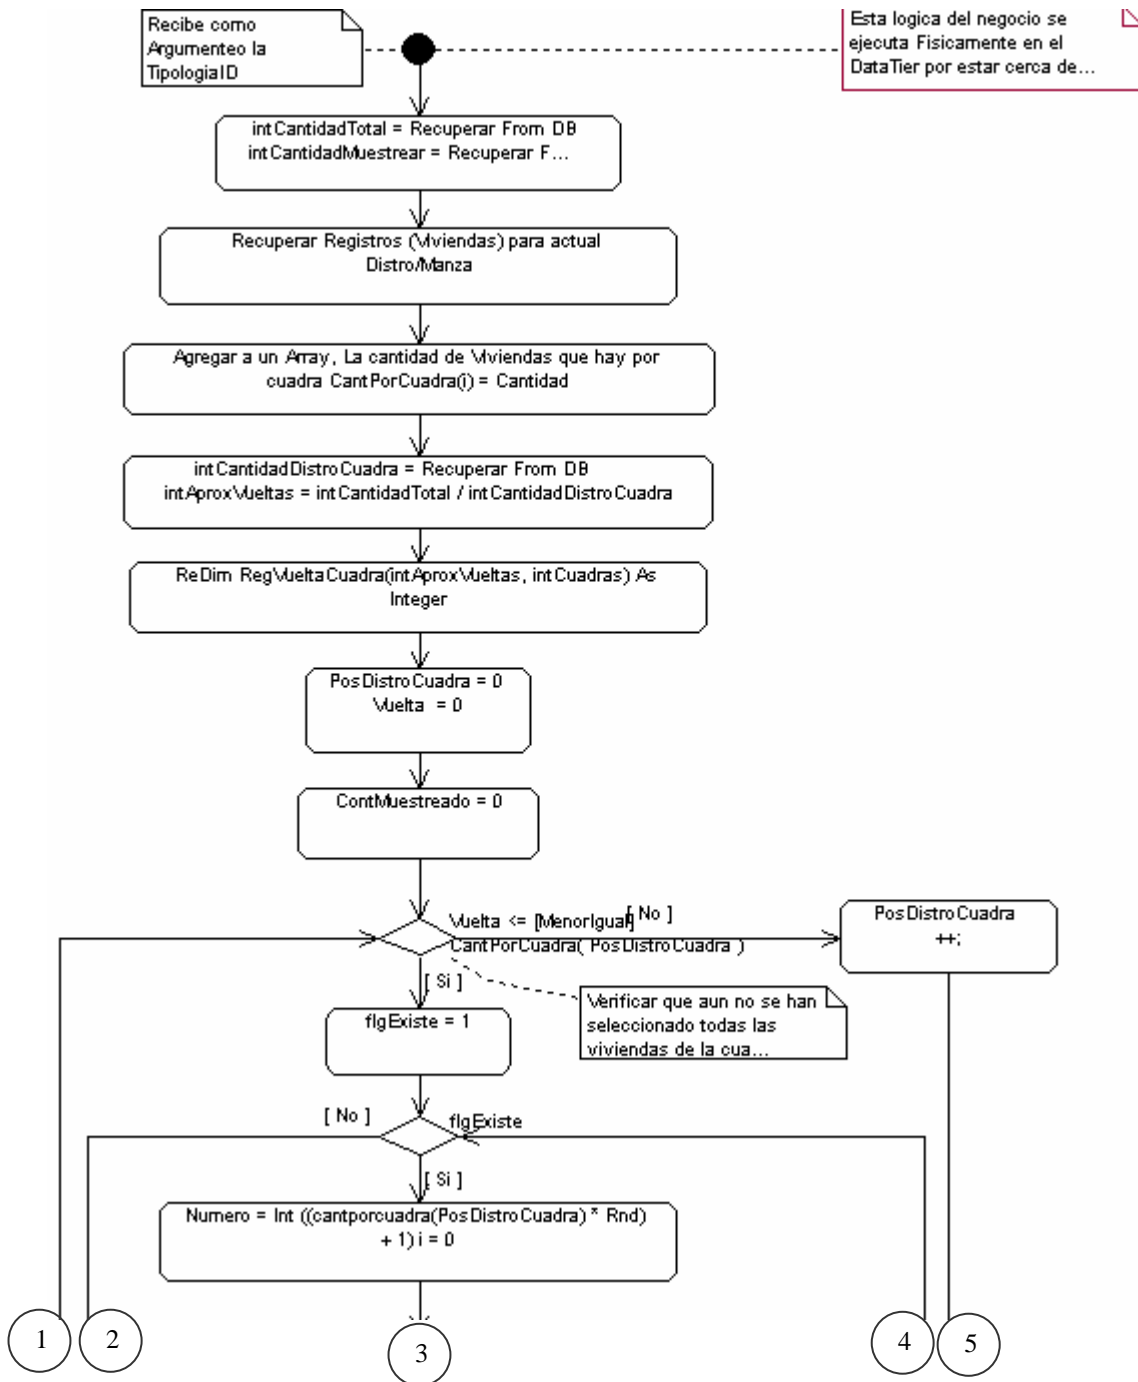 Recibe como
Argumenteo la
TipologiaID
Esta logica del negocio se
ejecuta Fisicamente en el
DataTier por estar cerca de...
intCantidadTotal = Recuperar From DB
intCantidadMuestrear = Recuperar F...
Recuperar Registros (Viviendas) para actual
Distro/Manza
Agregar a un Array, La cantidad de Viviendas que hay por
cuadra CantPorCuadra(i) = Cantidad
intCantidadDistroCuadra = Recuperar From DB
intAproxVueltas = intCantidadTotal / intCantidadDistroCuadra
ReDim RegVueltaCuadra(intAproxVueltas, intCuadras) As
Integer
PosDistroCuadra = 0
Vuelta = 0
ContMuestreado = 0
Vuelta <= [MenorIgual]
CantPorCuadra( PosDistroCuadra )
[ No ]
PosDistroCuadra
++;
[ Si ]
Verificar que aun no se han
seleccionado todas las
viviendas de la cua...
flgExiste = 1
[ No ]
flgExiste
[ Si ]
Numero = Int ((cantporcuadra(PosDistroCuadra) * Rnd)
+ 1) i = 0
1
2
3
4
5